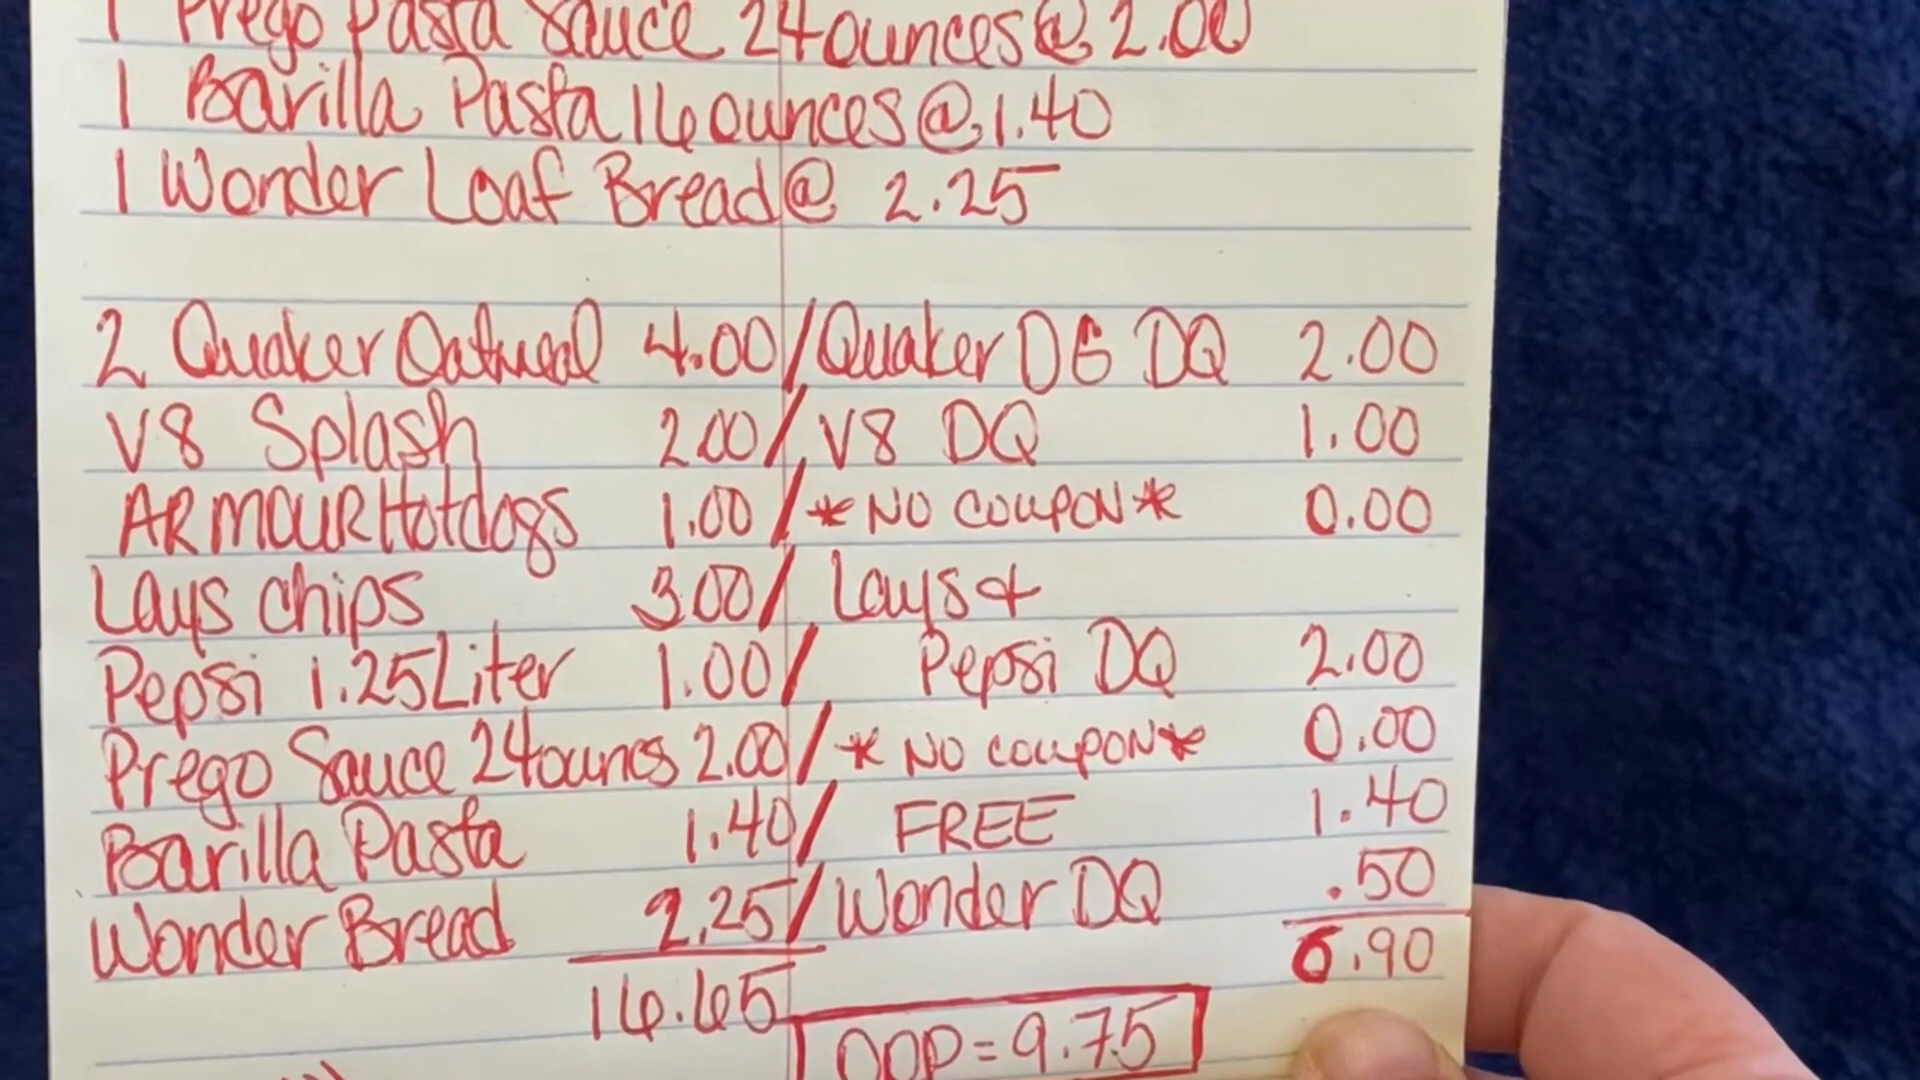 1 Prego Pasta Sauce 24 ounces @ 2.00
1 Barilla Pasta 16 ounces @ 1.40
1 Wonder Loaf Bread @ 2.25
2 Quaker Oatmeal 4.00 / Quaker DG DQ 2.00
V8 Splash 2.00 / V8 DQ 1.00
ARMOUR Hotdogs 1.00 / *NO COUPON* 0.00
Lays chips 3.00 / Lays &
Pepsi 1.25 Liter 1.00 / Pepsi DQ 2.00
Prego Sauce 24ounces 2.00 / *NO COUPON* 0.00
Barilla Pasta 1.40 / FREE 1.40
Wonder Bread 2.25 / Wonder DQ .50
16.65 6.90
OOP = 9.75